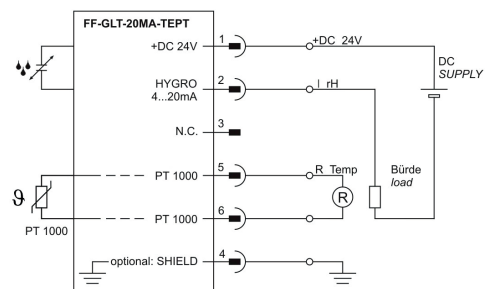 FF-GLT-20MA-TEPT
+DC 24V
1
+DC 24V
DC
SUPPLY
HYGRO
4...20mA
2
I rH
N.C.
3
PT 1000
5
R Temp
Bürde
load
R
ϑ
PT 1000
PT 1000
6
optional: SHIELD
4